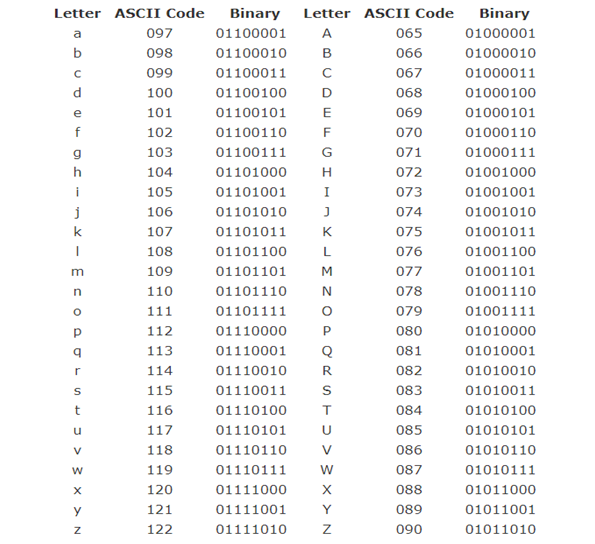 Letter ASCII Code Binary Letter ASCII Code Binary
a 097 01100001 A 065 01000001
b 098 01100010 B 066 01000010
c 099 01100011 C 067 01000011
d 100 01100100 D 068 01000100
e 101 01100101 E 069 01000101
f 102 01100110 F 070 01000110
g 103 01100111 G 071 01000111
h 104 01101000 H 072 01001000
i 105 01101001 I 073 01001001
j 106 01101010 J 074 01001010
k 107 01101011 K 075 01001011
l 108 01101100 L 076 01001100
m 109 01101101 M 077 01001101
n 110 01101110 N 078 01001110
o 111 01101111 O 079 01001111
p 112 01110000 P 080 01010000
q 113 01110001 Q 081 01010001
r 114 01110010 R 082 01010010
s 115 01110011 S 083 01010011
t 116 01110100 T 084 01010100
u 117 01110101 U 085 01010101
v 118 01110110 V 086 01010110
w 119 01110111 W 087 01010111
x 120 01111000 X 088 01011000
y 121 01111001 Y 089 01011001
z 122 01111010 Z 090 01011010